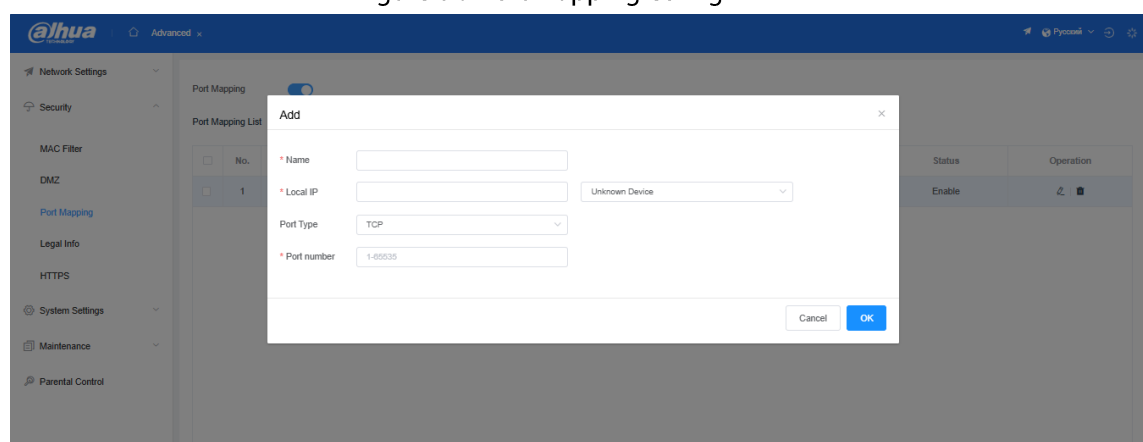 alhua
TECHNOLOGY
Advanced ×
Русский
Network Settings
Security
MAC Filter
DMZ
Port Mapping
Legal Info
HTTPS
System Settings
Maintenance
Parental Control
Port Mapping
Port Mapping List
No.
Status
Operation
1
Enable
Add
* Name
* Local IP
Unknown Device
Port Type
TCP
* Port number
1-65535
Cancel
OK